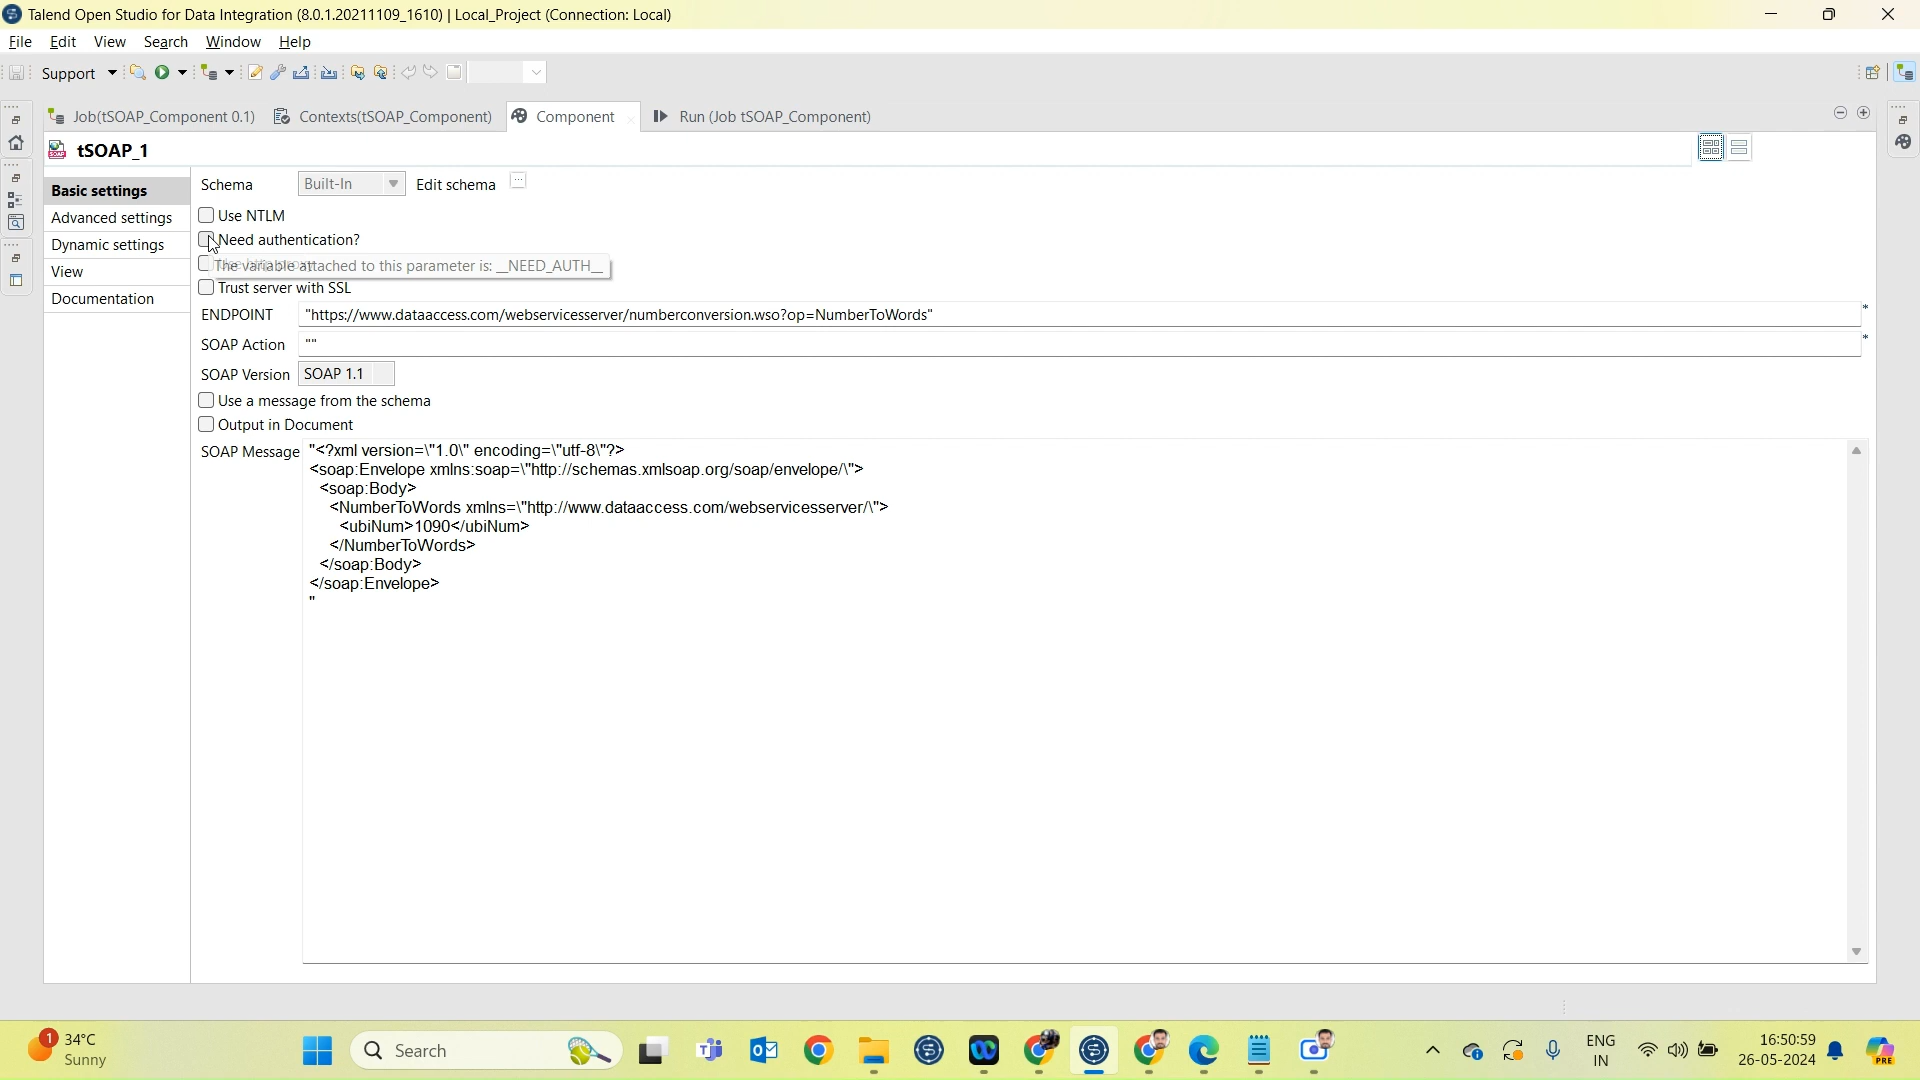 Talend Open Studio for Data Integration (8.0.1.20211109_1610) | Local_Project (Connection: Local)
File Edit View Search Window Help
Support
Job(tSOAP_Component 0.1) Contexts(tSOAP_Component) Component Run (Job tSOAP_Component)
tSOAP_1
Basic settings
Advanced settings
Dynamic settings
View
Documentation
Schema Built-In Edit schema ...
Use NTLM
Need authentication?
The variable attached to this parameter is: __NEED_AUTH__
Trust server with SSL
ENDPOINT "https://www.dataaccess.com/webservicesserver/numberconversion.wso?op=NumberToWords" *
SOAP Action "" *
SOAP Version SOAP 1.1
Use a message from the schema
Output in Document
SOAP Message "<?xml version=\"1.0\" encoding=\"utf-8\"?>
<soap:Envelope xmlns:soap=\"http://schemas.xmlsoap.org/soap/envelope/\">
<soap:Body>
<NumberToWords xmlns=\"http://www.dataaccess.com/webservicesserver/\">
<ubiNum>1090</ubiNum>
</NumberToWords>
</soap:Body>
</soap:Envelope>
"
1 34°C
Sunny
Search
ENG
IN
16:50:59
26-05-2024
PRE